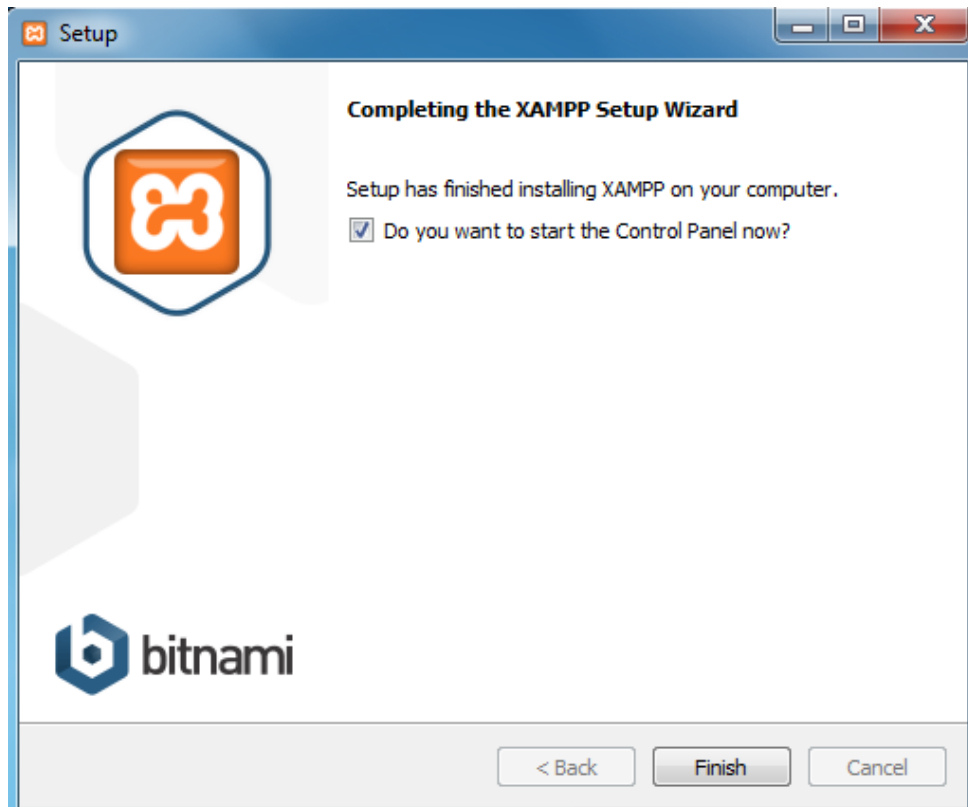 Setup
Completing the XAMPP Setup Wizard
Setup has finished installing XAMPP on your computer.
Do you want to start the Control Panel now?
bitnami
< Back
Finish
Cancel